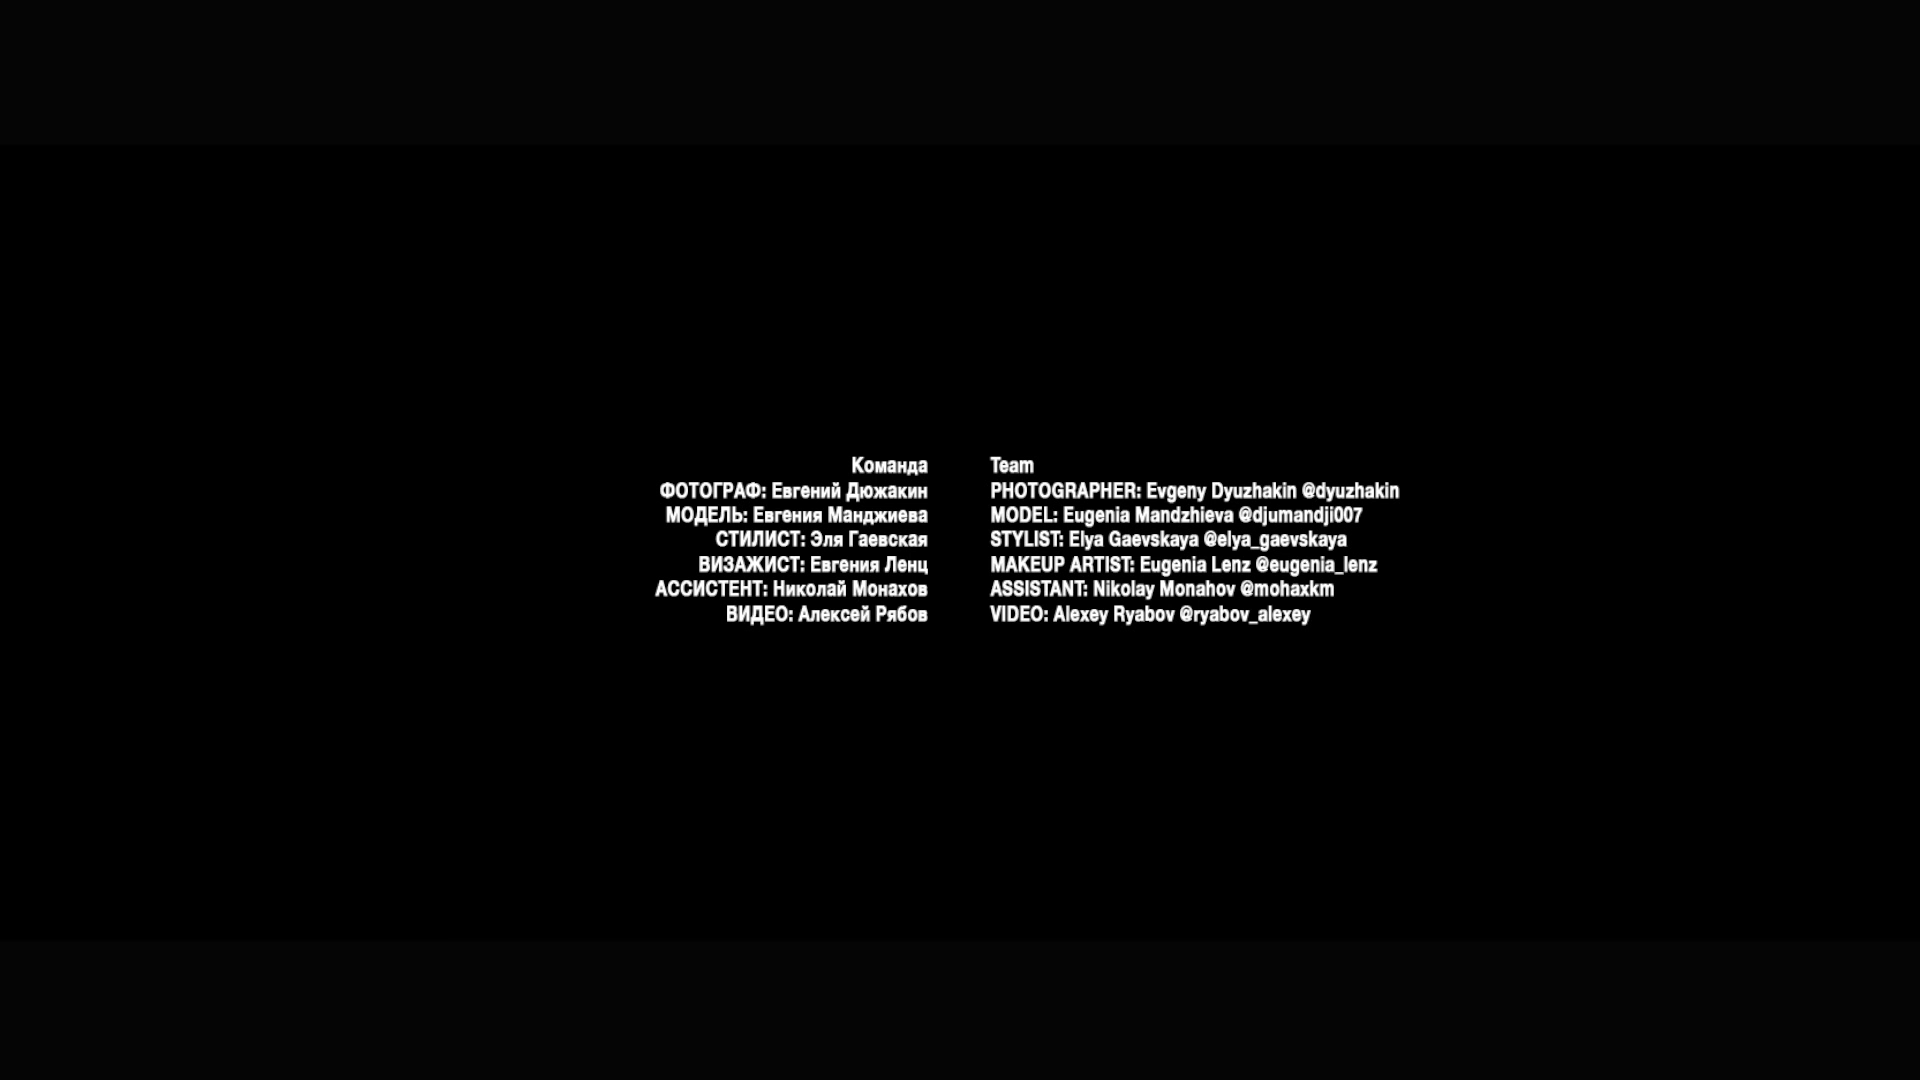 Команда
ФОТОГРАФ: Евгений Дюжакин
МОДЕЛЬ: Евгения Манджиева
СТИЛИСТ: Эля Гаевская
ВИЗАЖИСТ: Евгения Ленц
АССИСТЕНТ: Николай Монахов
ВИДЕО: Алексей Рябов
Team
PHOTOGRAPHER: Evgeny Dyuzhakin @dyuzhakin
MODEL: Eugenia Mandzhieva @djumandji007
STYLIST: Elya Gaevskaya @elya_gaevskaya
MAKEUP ARTIST: Eugenia Lenz @eugenia_lenz
ASSISTANT: Nikolay Monahov @mohaxkm
VIDEO: Alexey Ryabov @ryabov_alexey